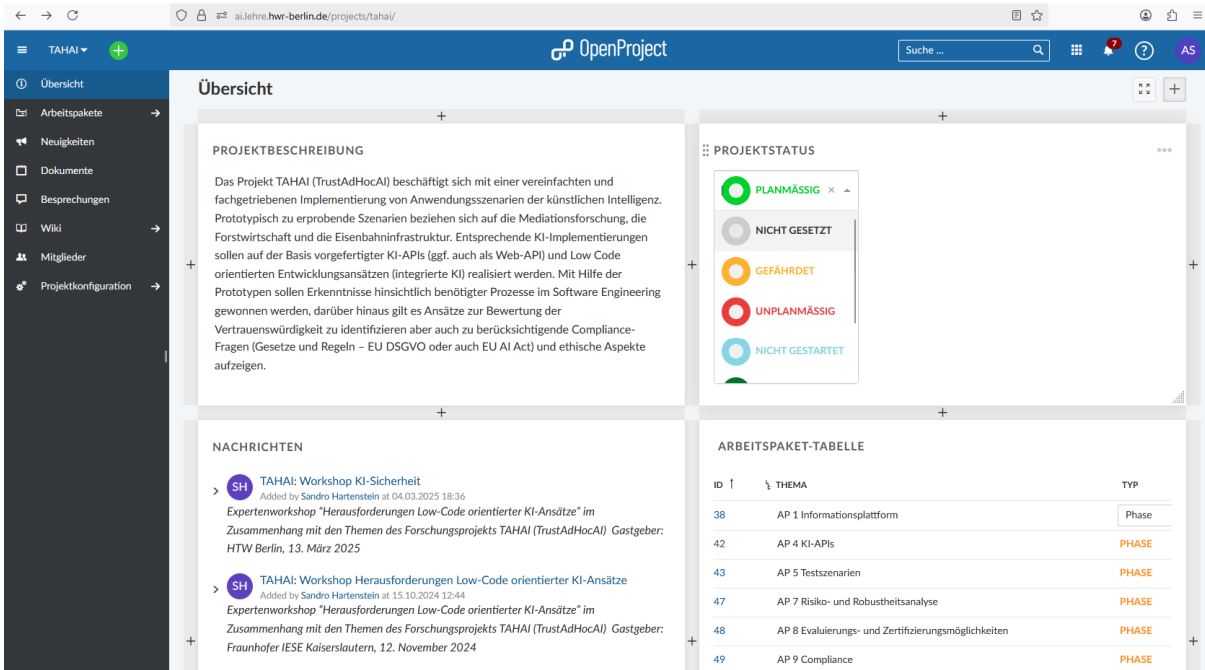 ai.lehre.hwr-berlin.de/projects/tahai/
TAHAI
OpenProject
Suche ...
7
AS
Übersicht
Arbeitspakete
Neuigkeiten
Dokumente
Besprechungen
Wiki
Mitglieder
Projektkonfiguration
Übersicht
PROJEKTBESCHREIBUNG
Das Projekt TAHAI (TrustAdHocAI) beschäftigt sich mit einer vereinfachten und
fachgetriebenen Implementierung von Anwendungsszenarien der künstlichen Intelligenz.
Prototypisch zu erprobende Szenarien beziehen sich auf die Mediationsforschung, die
Forstwirtschaft und die Eisenbahninfrastruktur. Entsprechende KI-Implementierungen
sollen auf der Basis vorgefertigter KI-APIs (ggf. auch als Web-API) und Low Code
orientierten Entwicklungsansätzen (integrierte KI) realisiert werden. Mit Hilfe der
Prototypen sollen Erkenntnisse hinsichtlich benötigter Prozesse im Software Engineering
gewonnen werden, darüber hinaus gilt es Ansätze zur Bewertung der
Vertrauenswürdigkeit zu identifizieren aber auch zu berücksichtigende Compliance-
Fragen (Gesetze und Regeln – EU DSGVO oder auch EU AI Act) und ethische Aspekte
aufzeigen.
PROJEKTSTATUS
PLANMÄSSIG
NICHT GESETZT
GEFÄHRDET
UNPLANMÄSSIG
NICHT GESTARTET
NACHRICHTEN
SH
TAHAI: Workshop KI-Sicherheit
Added by Sandro Hartenstein at 04.03.2025 18:36
Expertenworkshop "Herausforderungen Low-Code orientierter KI-Ansätze" im
Zusammenhang mit den Themen des Forschungsprojekts TAHAI (TrustAdHocAI) Gastgeber:
HTW Berlin, 13. März 2025
SH
TAHAI: Workshop Herausforderungen Low-Code orientierter KI-Ansätze
Added by Sandro Hartenstein at 15.10.2024 12:44
Expertenworkshop "Herausforderungen Low-Code orientierter KI-Ansätze" im
Zusammenhang mit den Themen des Forschungsprojekts TAHAI (TrustAdHocAI) Gastgeber:
Fraunhofer IESE Kaiserslautern, 12. November 2024
ARBEITSPAKET-TABELLE
ID THEMA TYP
38 AP 1 Informationsplattform Phase
42 AP 4 KI-APIs PHASE
43 AP 5 Testszenarien PHASE
47 AP 7 Risiko- und Robustheitsanalyse PHASE
48 AP 8 Evaluierungs- und Zertifizierungsmöglichkeiten PHASE
49 AP 9 Compliance PHASE